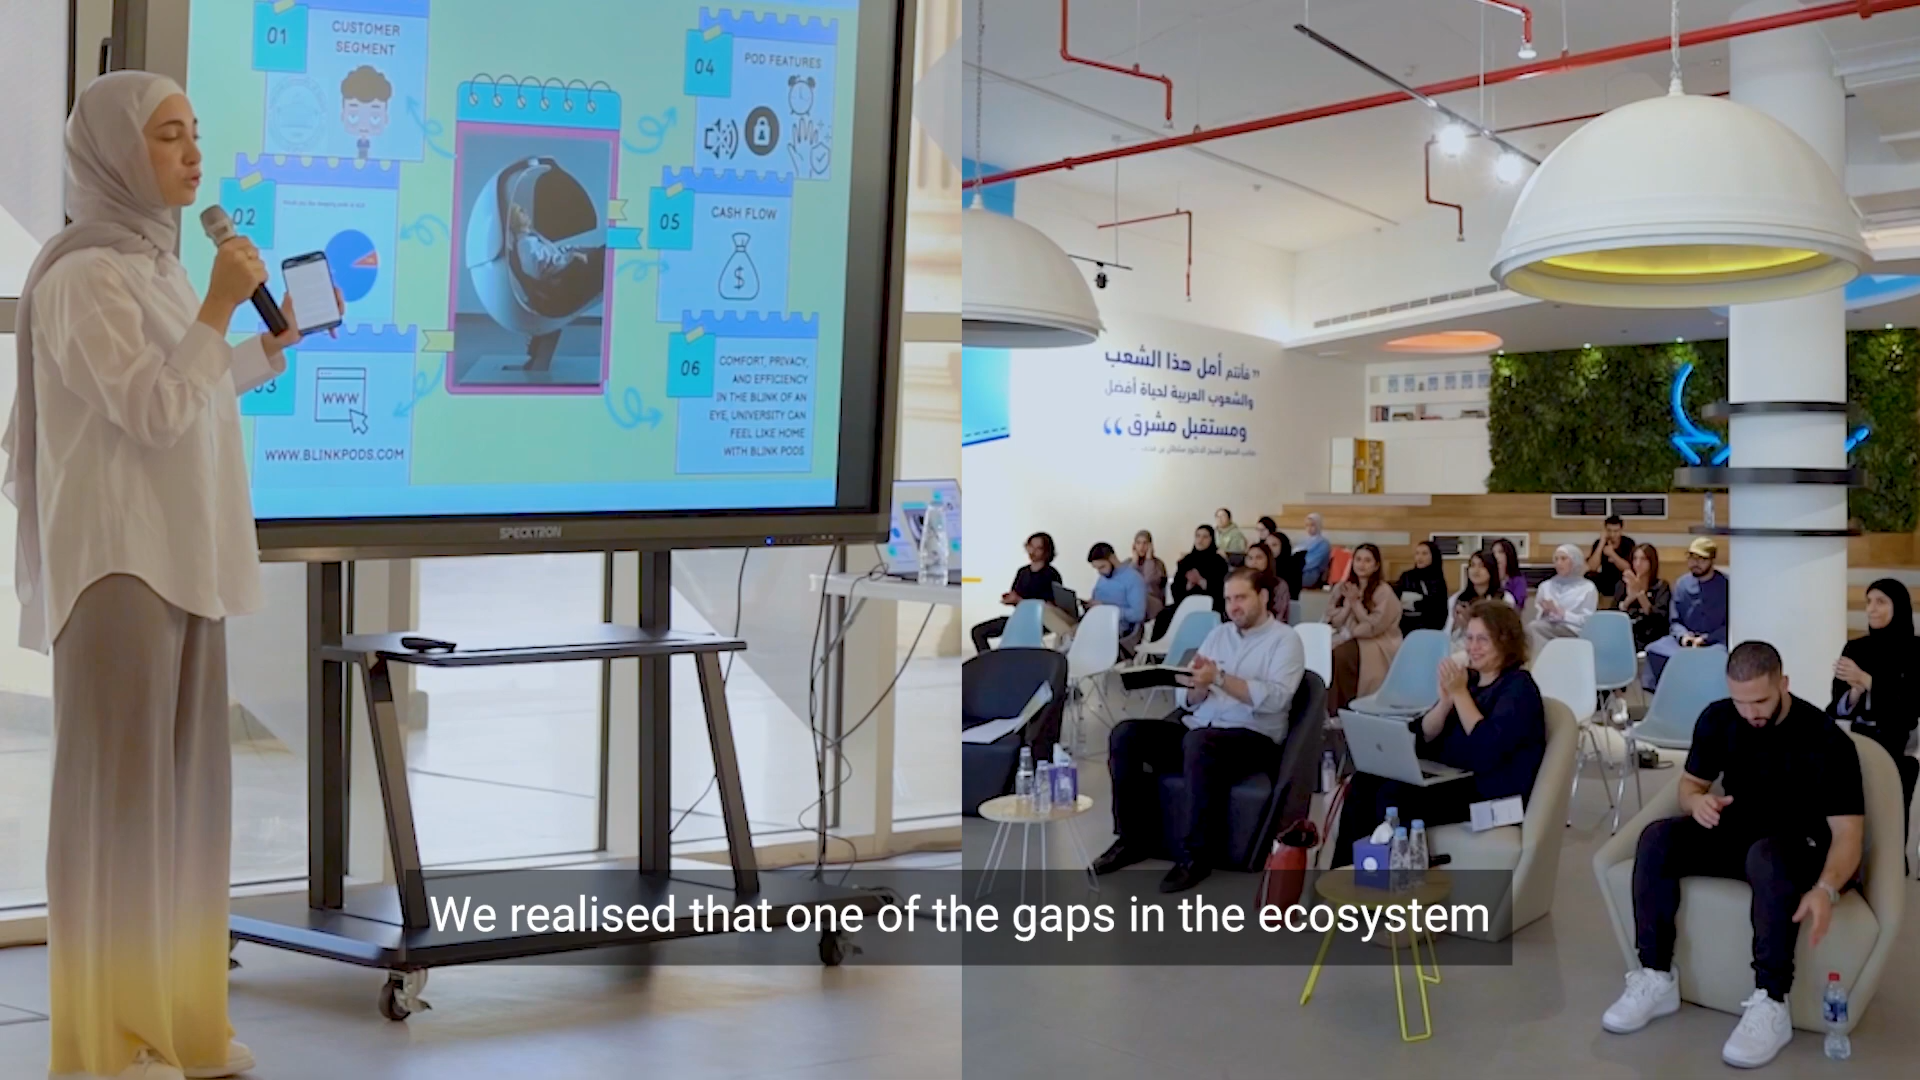 01
CUSTOMER
SEGMENT
02
03
WWW
WWW.BLINKPODS.COM
04
POD FEATURES
05
CASH FLOW
$
06
COMFORT, PRIVACY,
AND EFFICIENCY
IN THE BLINK OF AN
EYE, UNIVERSITY CAN
FEEL LIKE HOME
WITH BLINK PODS
SPECKTRON
” فأنتم أمل هذا الشعب
والشعوب العربية لحياة أفضل
ومستقبل مشرق “
We realised that one of the gaps in the ecosystem